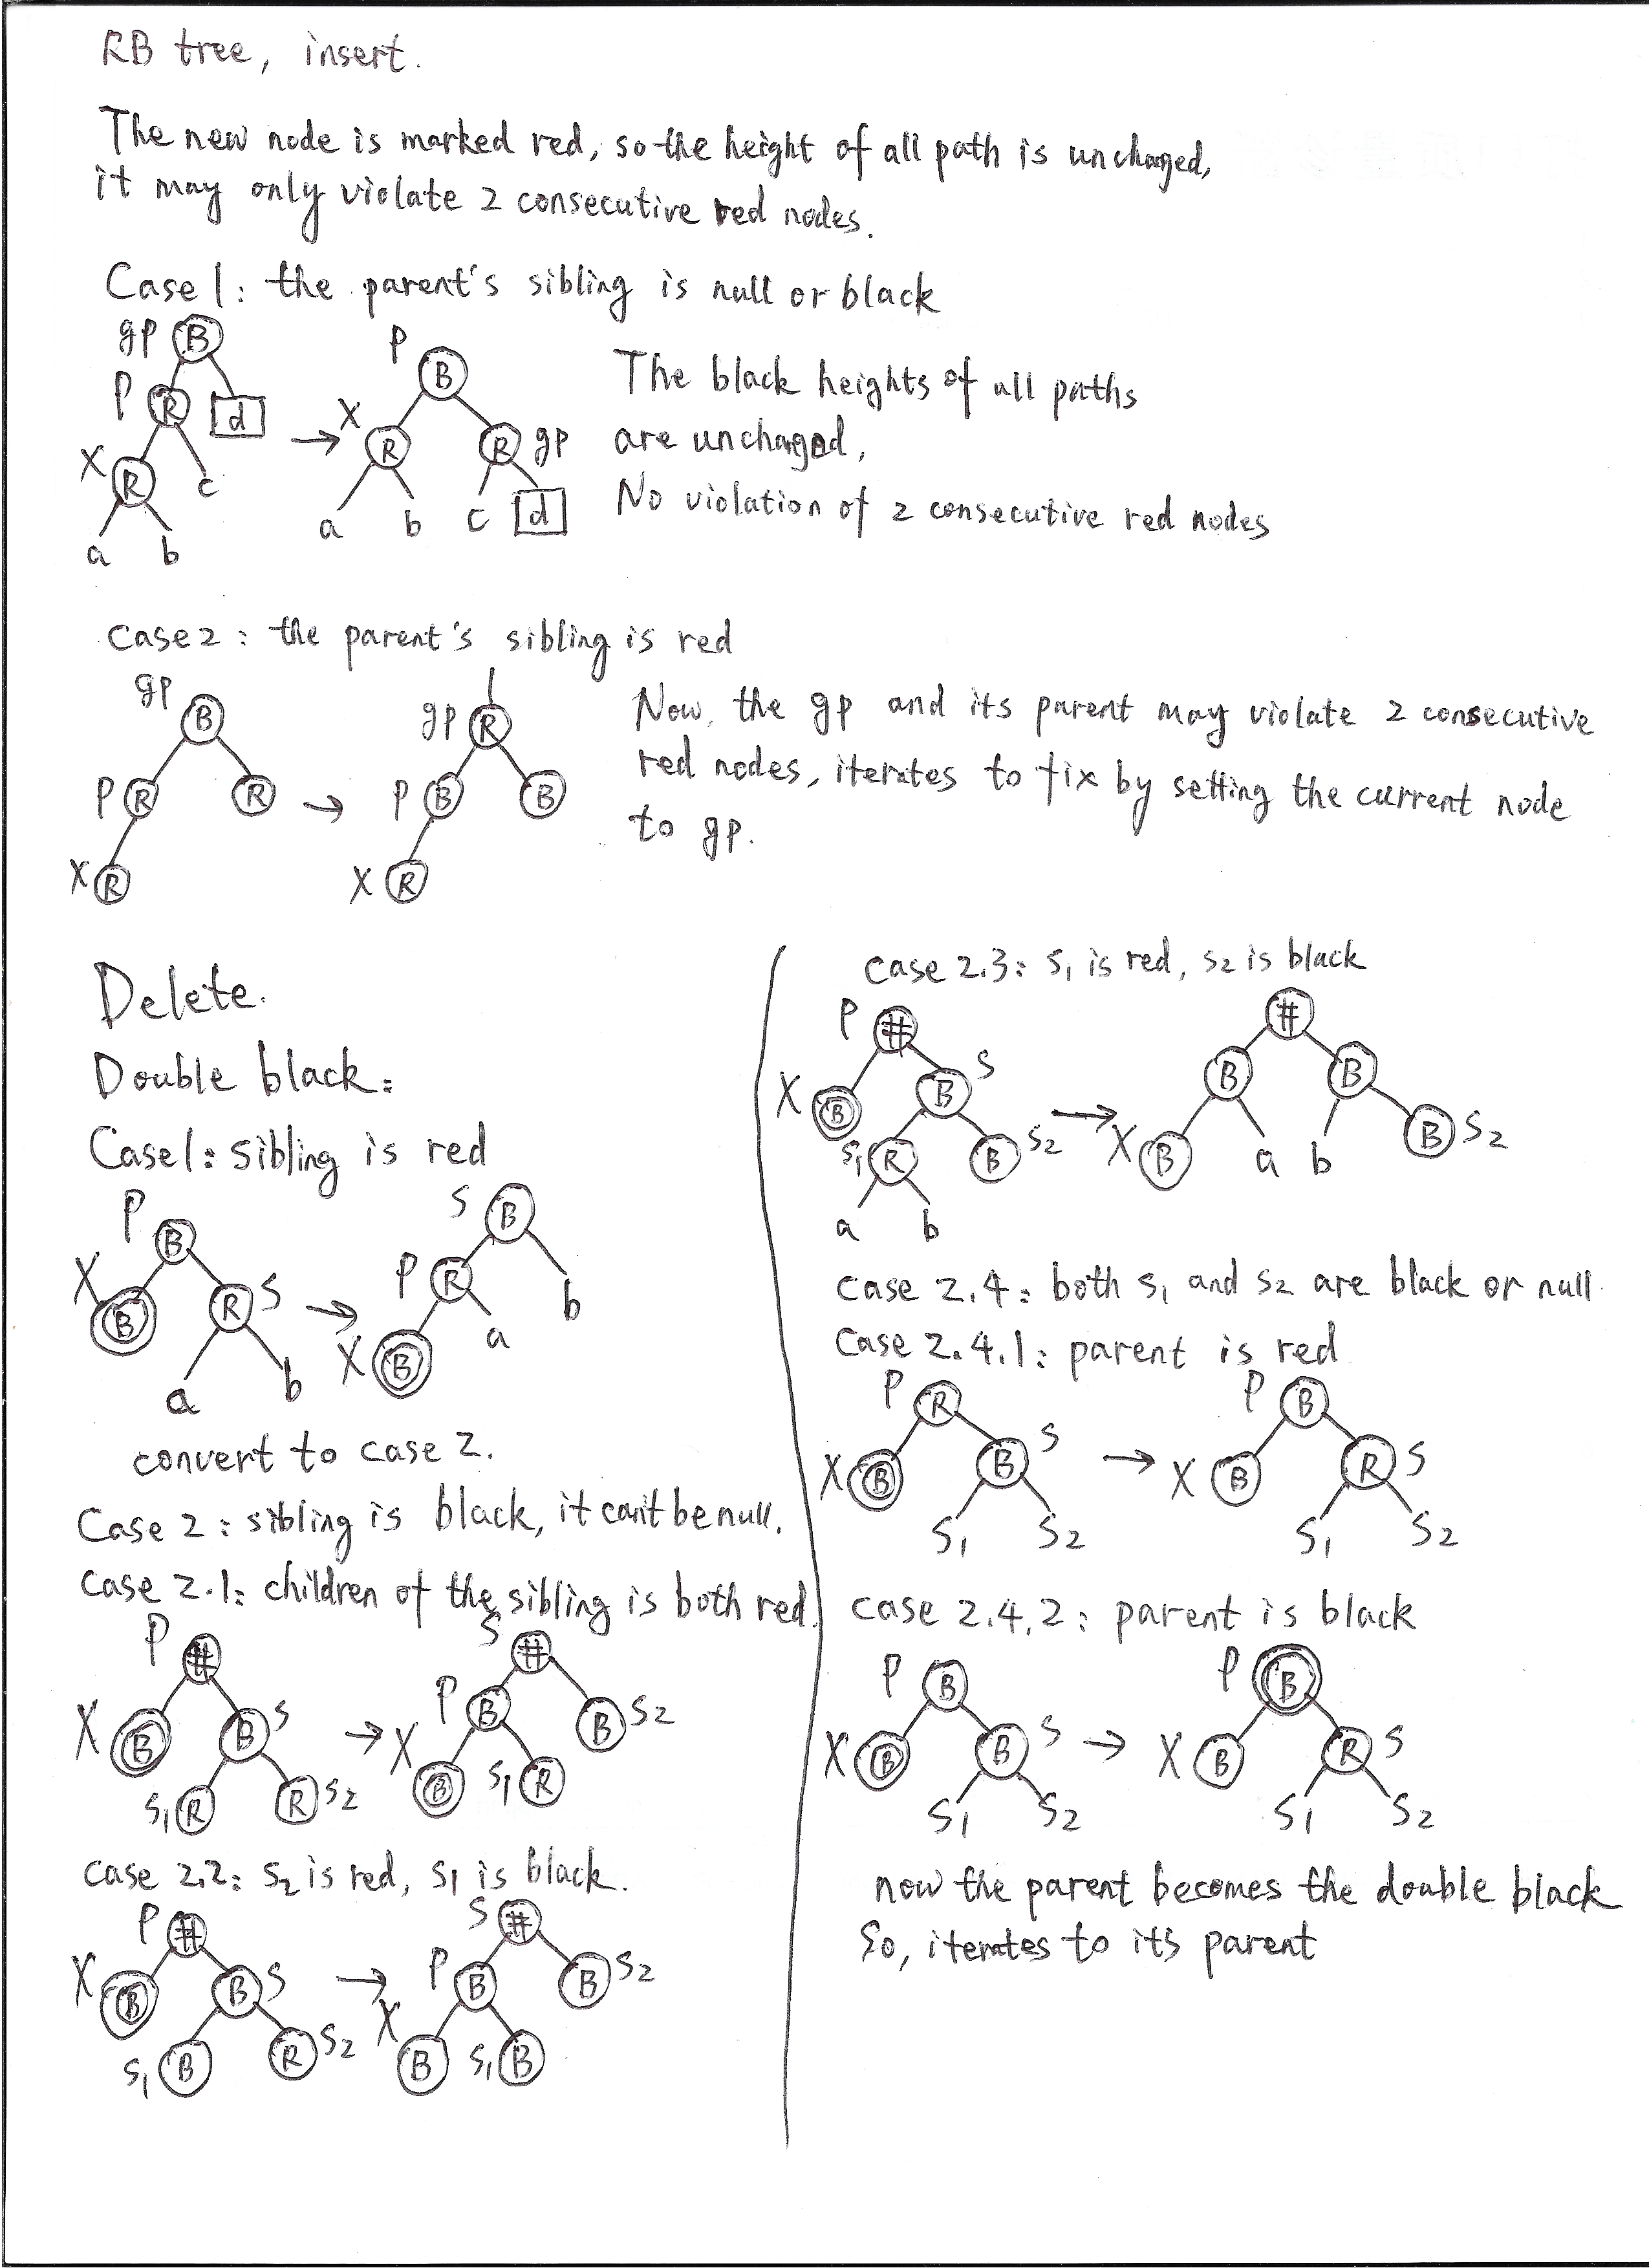 RB tree, insert.
The new node is marked red, so the height of all path is unchaged,
it may only violate 2 consecutive red nodes.
Case 1: the parent's sibling is null or black
gp B
P R d
X R c
a b
→
P
B
X R R gp
a b c d
The black heights of all paths
are unchaged,
No violation of 2 consecutive red nodes
case 2: the parent's sibling is red
gp B
P R R
X R
→
gp R
P B B
X R
Now, the gp and its parent may violate 2 consecutive
red nodes, iterates to fix by setting the current node
to gp.
Delete.
Double black:
Case 1: sibling is red
P B
X B R S
a b
→
S B
P R b
X B a
convert to case 2.
Case 2: sibling is black, it can't be null.
Case 2.1: children of the sibling is both red.
P #
X B B S
S1 R R S2
→
S #
P B B S2
X B S1 R
case 2.2: S2 is red, S1 is black.
P #
X B B S
S1 B R S2
→
S #
P B B S2
X B S1 B
case 2.3: S1 is red, S2 is black
P #
X B B S
S1 R B S2
a b
→
#
B B
X B a b B S2
case 2.4: both S1 and S2 are black or null
case 2.4.1: parent is red
P R
X B B S
S1 S2
→
P B
X B R S
S1 S2
case 2.4.2: parent is black
P B
X B B S
S1 S2
→
P B
X B R S
S1 S2
now the parent becomes the double black
So, iterates to its parent